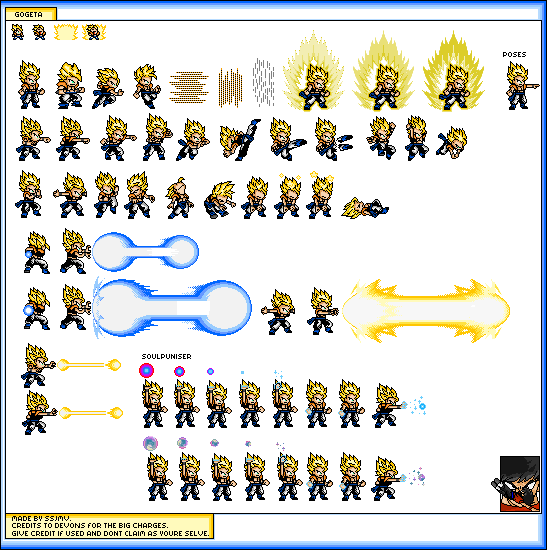 GOGETA
POSES
SOULPUNISER
MADE BY SSJMV.
CREDITS TO DEVONS FOR THE BIG CHARGES.
GIVE CREDIT IF USED AND DONT CLAIM AS YOURE SELVE.